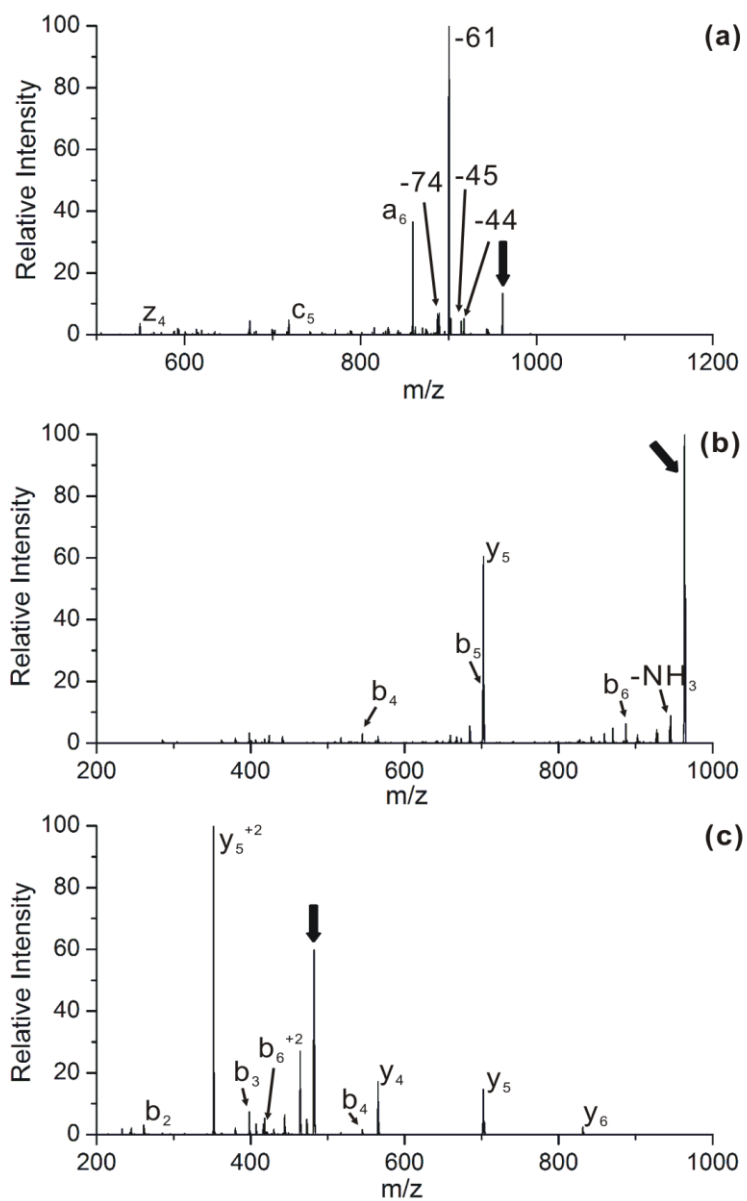 (a)
Relative Intensity
100
80
60
40
20
0
-61
-74
-45
-44
a₆
z₄
c₅
600 800 1000 1200
m/z
(b)
Relative Intensity
100
80
60
40
20
0
y₅
b₅
b₄
b₆
-NH₃
200 400 600 800 1000
m/z
(c)
Relative Intensity
100
80
60
40
20
0
y₅⁺²
b₆⁺²
b₃
b₂
b₄
y₄
y₅
y₆
200 400 600 800 1000
m/z